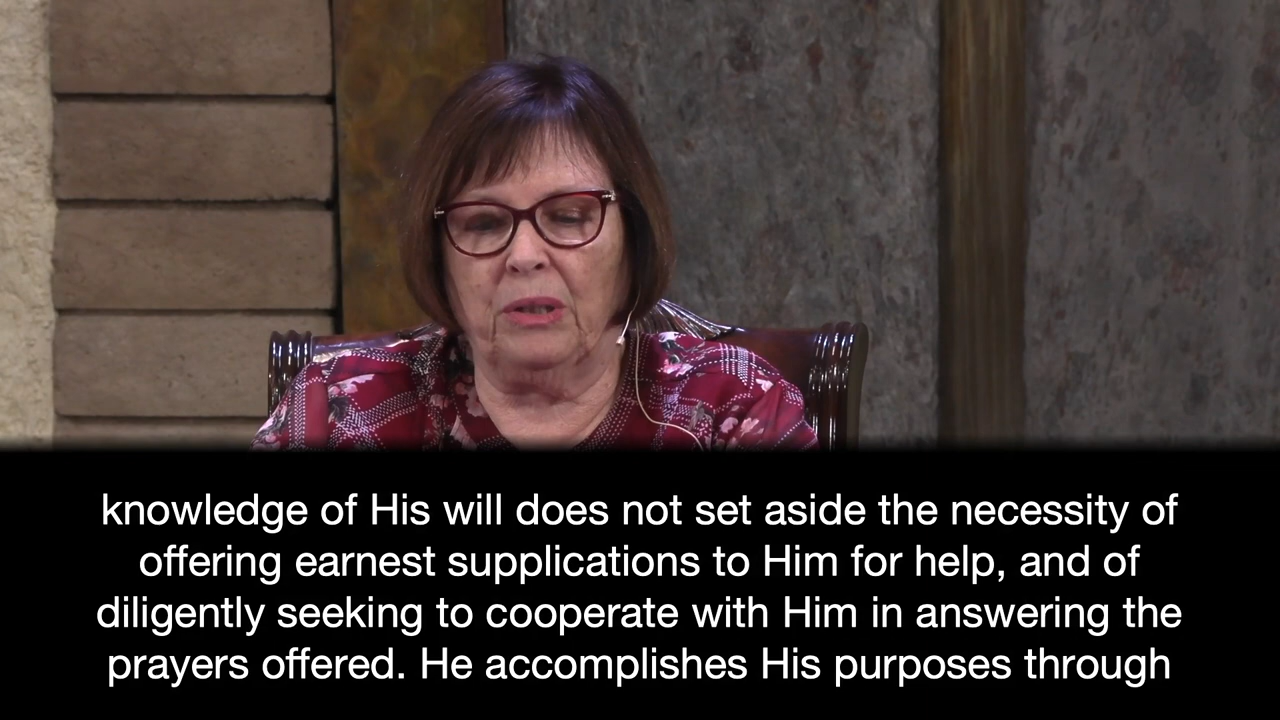 knowledge of His will does not set aside the necessity of
offering earnest supplications to Him for help, and of
diligently seeking to cooperate with Him in answering the
prayers offered. He accomplishes His purposes through